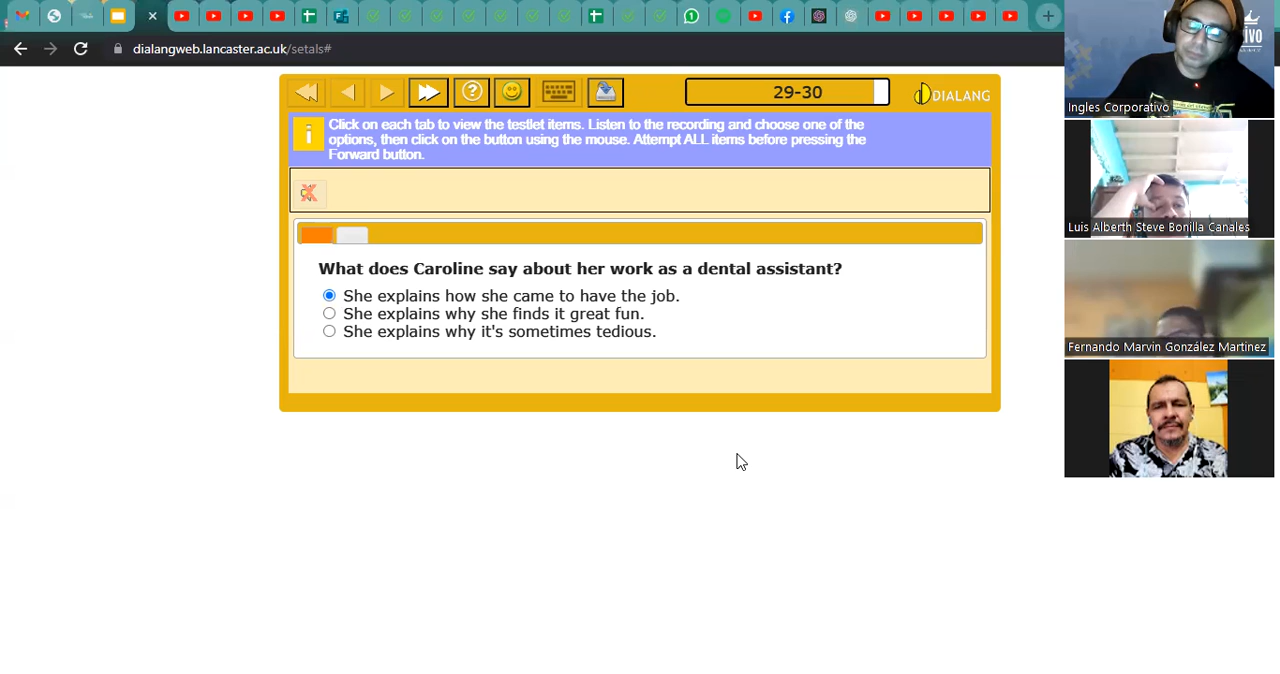 dialangweb.lancaster.ac.uk/setals#
29-30
DIALANG
i
Click on each tab to view the testlet items. Listen to the recording and choose one of the
options, then click on the button using the mouse. Attempt ALL items before pressing the
Forward button.
What does Caroline say about her work as a dental assistant?
She explains how she came to have the job.
She explains why she finds it great fun.
She explains why it's sometimes tedious.
Ingles Corporativo
Luis Alberth Steve Bonilla Canales
Fernando Marvin González Martínez